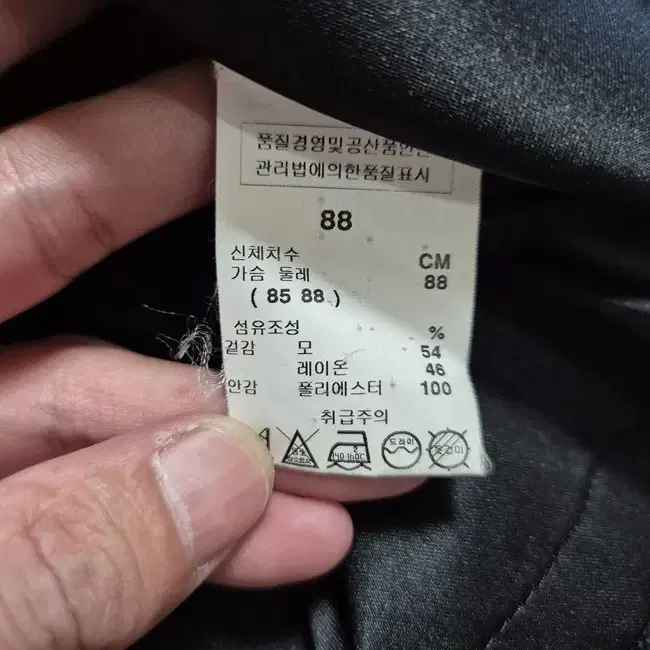 품질경영및공산품안전
관리법에의한품질표시
88
신체치수 CM
가슴 둘레 88
( 85 88 )
섬유조성 %
겉감 모 54
레이온 46
안감 폴리에스터 100
취급주의
드라이